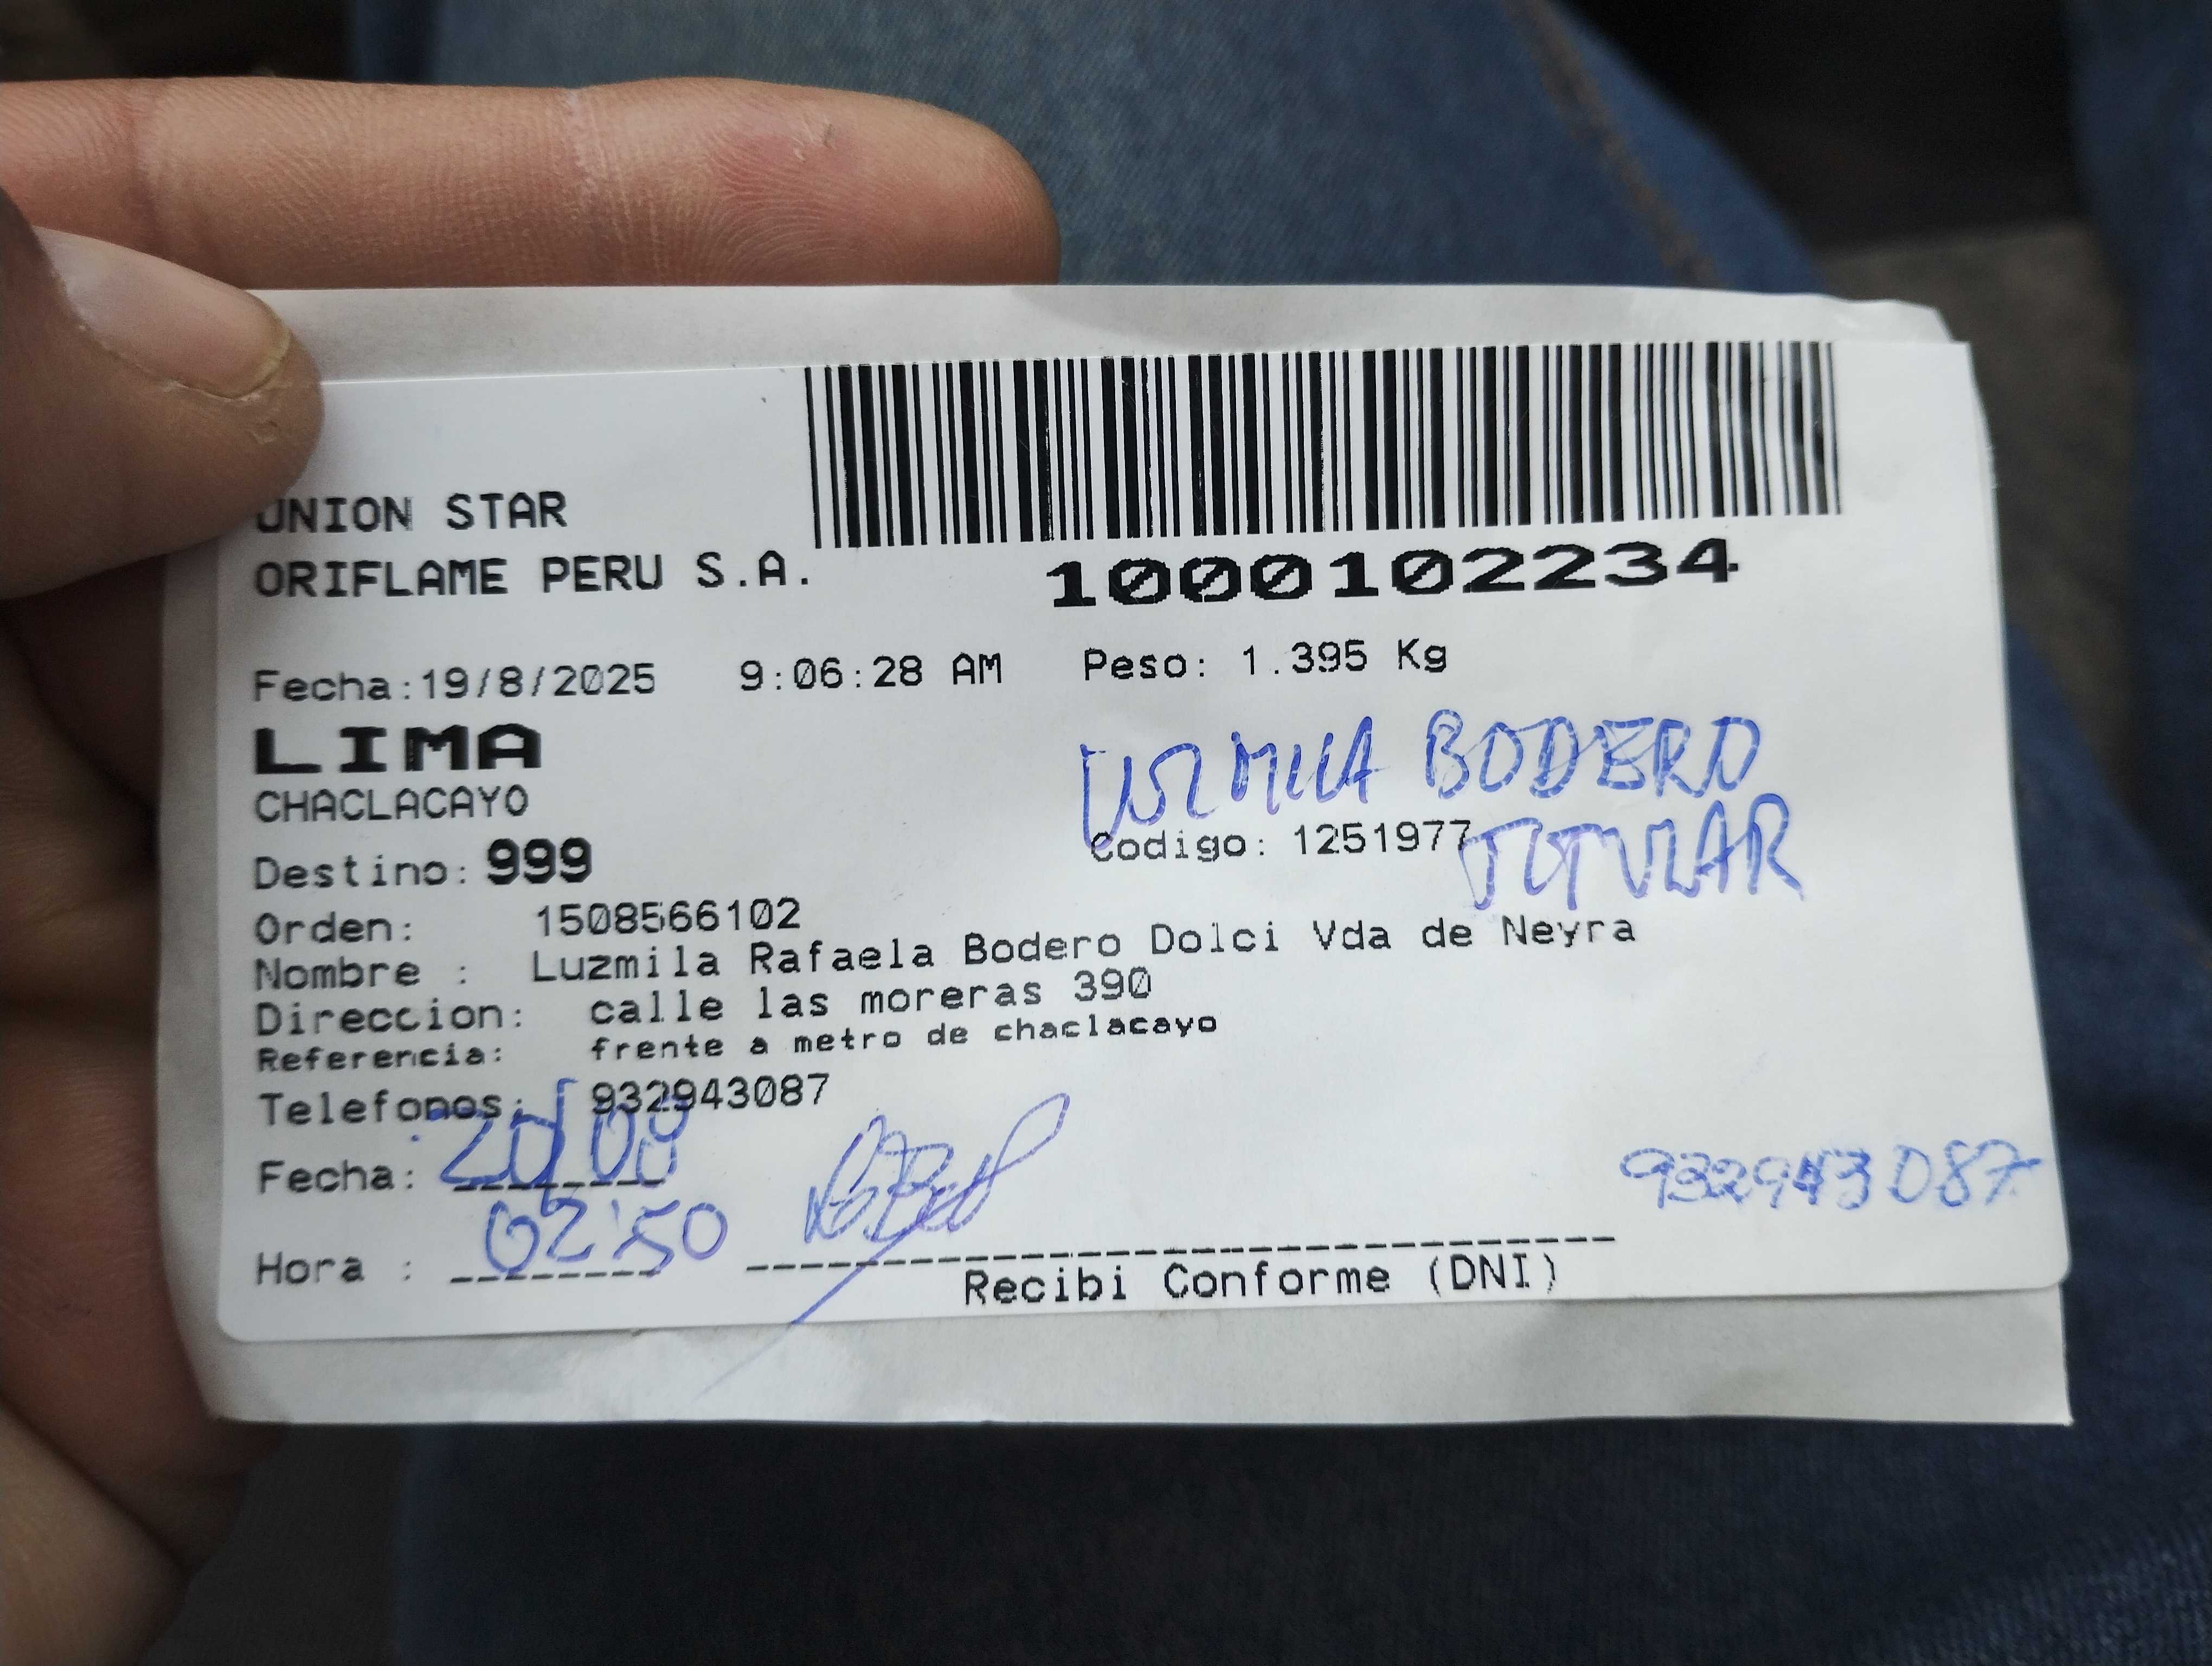 UNION STAR
ORIFLAME PERU S.A.
1000102234
Fecha:19/8/2025 9:06:28 AM Peso: 1.395 Kg
LIMA
CHACLACAYO
LUZMILA BODERO
Codigo: 1251977
TITULAR
Destino: 999
Orden: 1508566102
Nombre : Luzmila Rafaela Bodero Dolci Vda de Neyra
Direccion: calle las moreras 390
Referencia: frente a metro de chaclacayo
Telefonos: 932943087
Fecha: 20/08
932943087
Hora : 02:50
Recibi Conforme (DNI)